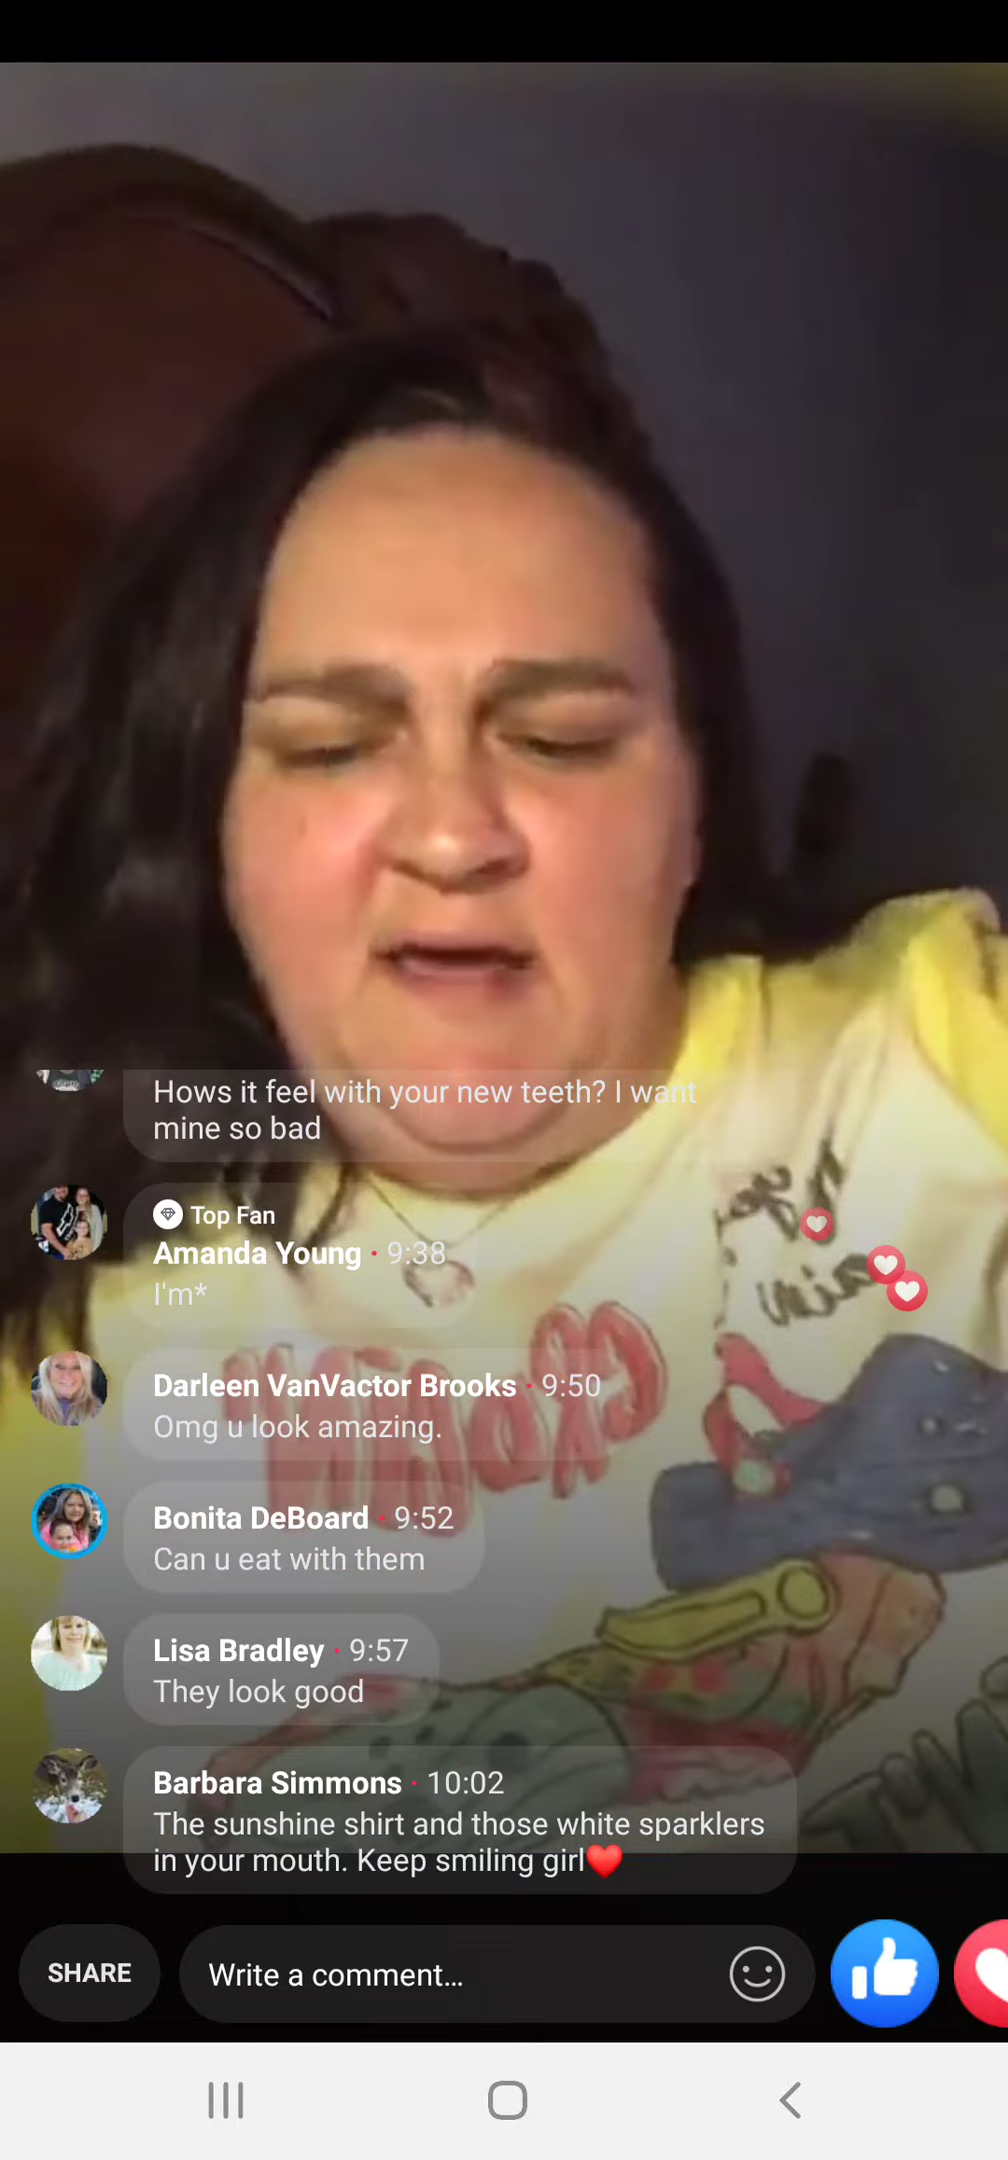 Hows it feel with your new teeth? I want
mine so bad
Top Fan
Amanda Young · 9:38
I'm*
Darleen VanVactor Brooks · 9:50
Omg u look amazing.
Bonita DeBoard · 9:52
Can u eat with them
Lisa Bradley · 9:57
They look good
Barbara Simmons · 10:02
The sunshine shirt and those white sparklers
in your mouth. Keep smiling girl❤️
SHARE
Write a comment...